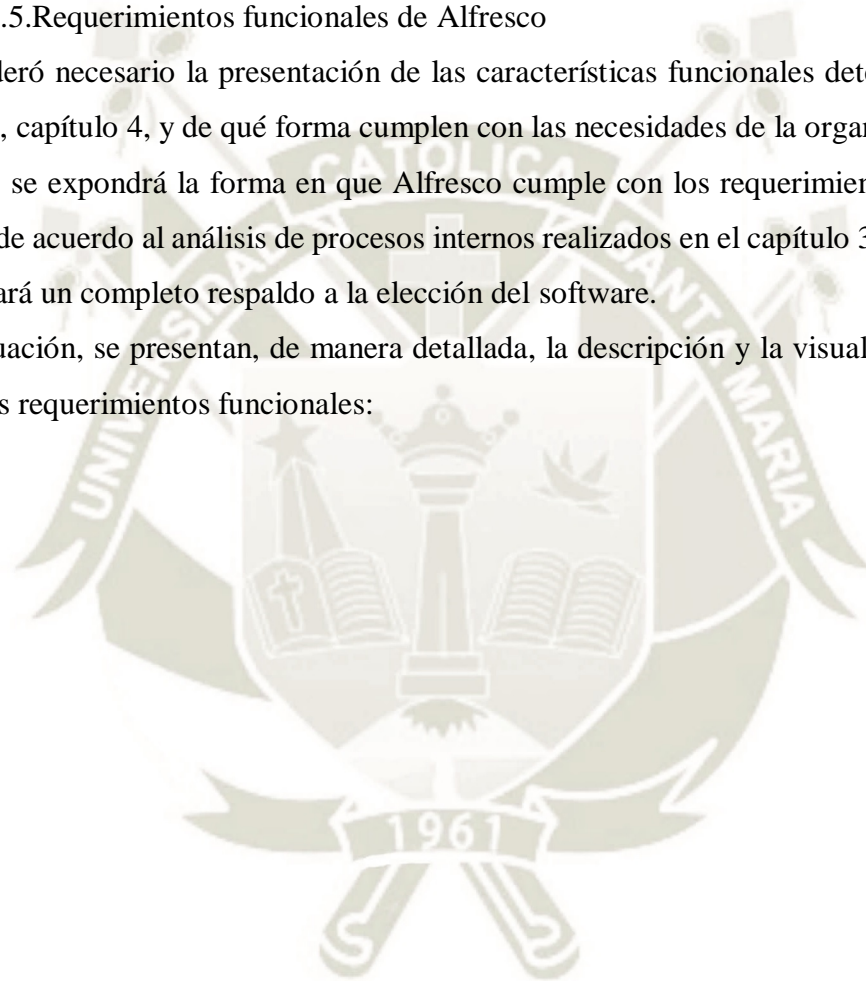 .5.Requerimientos funcionales de Alfresco
deró necesario la presentación de las características funcionales det
, capítulo 4, y de qué forma cumplen con las necesidades de la organ
se expondrá la forma en que Alfresco cumple con los requerimien
de acuerdo al análisis de procesos internos realizados en el capítulo 3
ará un completo respaldo a la elección del software.
uación, se presentan, de manera detallada, la descripción y la visual
s requerimientos funcionales:
UNIVERSIDAD CATOLICA SANTA MARIA
1961